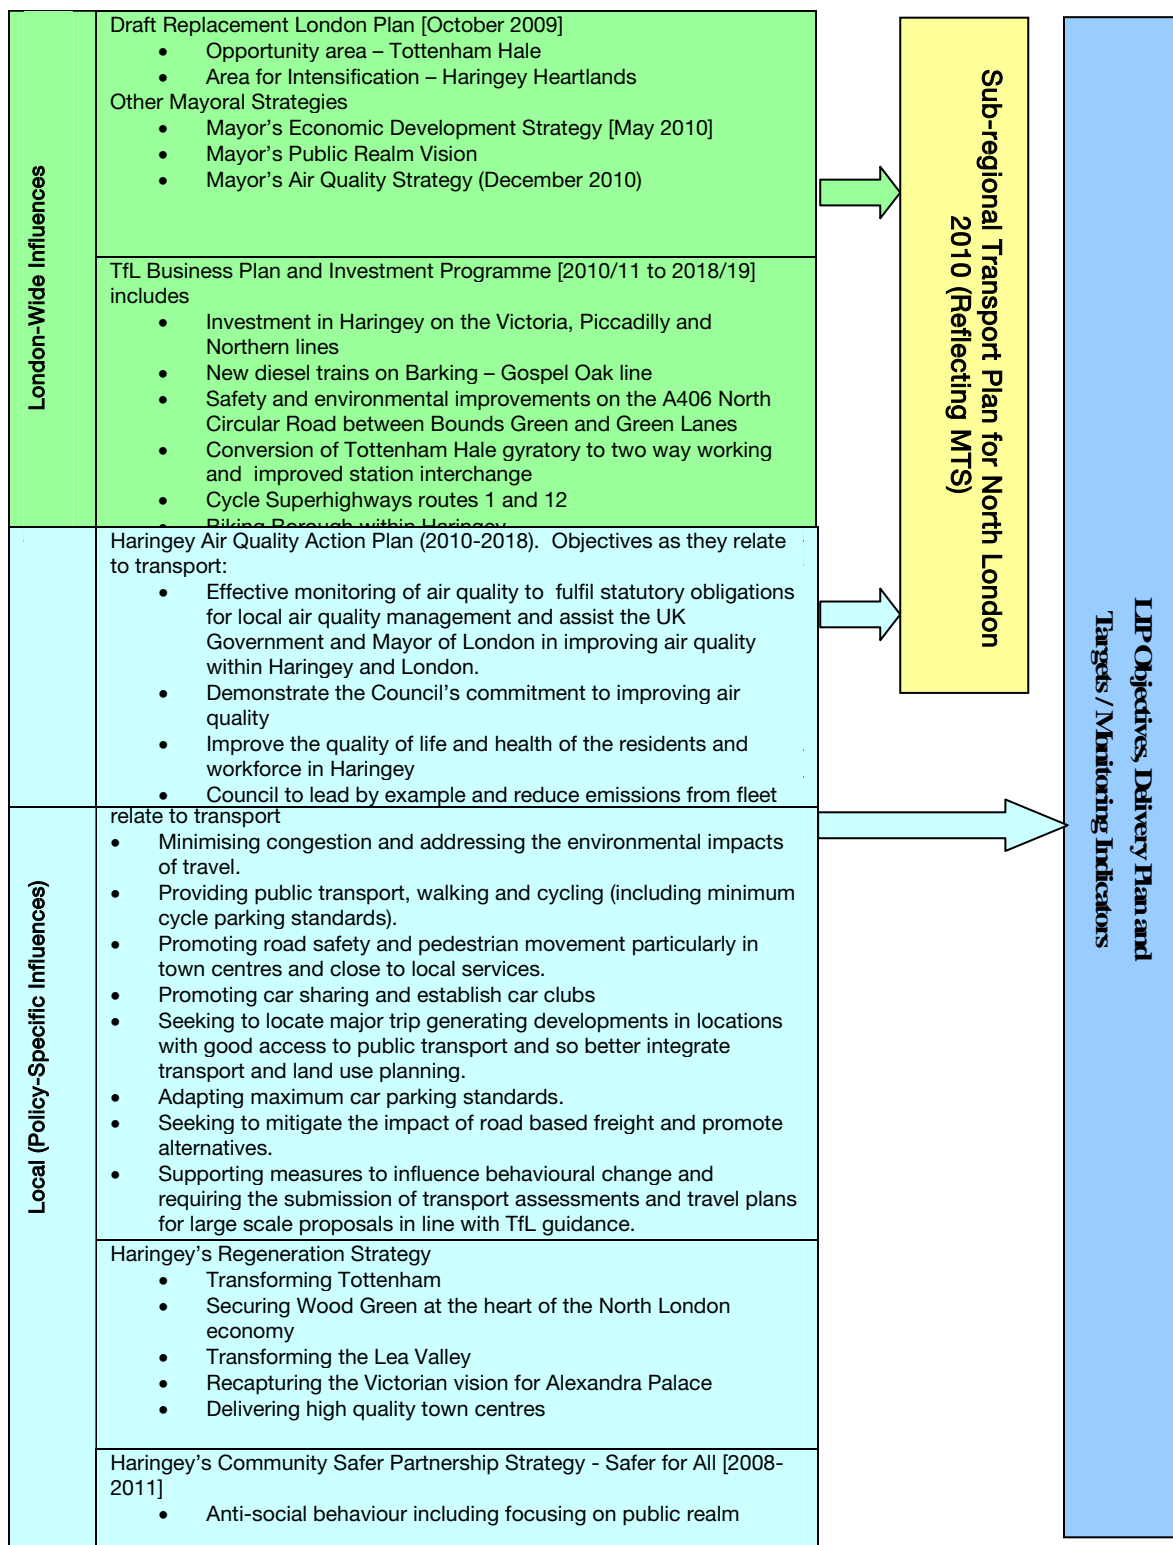 London-Wide Influences
Draft Replacement London Plan [October 2009]
• Opportunity area – Tottenham Hale
• Area for Intensification – Haringey Heartlands
Other Mayoral Strategies
• Mayor’s Economic Development Strategy [May 2010]
• Mayor’s Public Realm Vision
• Mayor’s Air Quality Strategy (December 2010)
TfL Business Plan and Investment Programme [2010/11 to 2018/19]
includes
• Investment in Haringey on the Victoria, Piccadilly and
Northern lines
• New diesel trains on Barking – Gospel Oak line
• Safety and environmental improvements on the A406 North
Circular Road between Bounds Green and Green Lanes
• Conversion of Tottenham Hale gyratory to two way working
and improved station interchange
• Cycle Superhighways routes 1 and 12
• Biking Borough within Haringey
Haringey Air Quality Action Plan (2010-2018). Objectives as they relate
to transport:
• Effective monitoring of air quality to fulfil statutory obligations
for local air quality management and assist the UK
Government and Mayor of London in improving air quality
within Haringey and London.
• Demonstrate the Council’s commitment to improving air
quality
• Improve the quality of life and health of the residents and
workforce in Haringey
• Council to lead by example and reduce emissions from fleet
Local (Policy-Specific Influences)
relate to transport
• Minimising congestion and addressing the environmental impacts
of travel.
• Providing public transport, walking and cycling (including minimum
cycle parking standards).
• Promoting road safety and pedestrian movement particularly in
town centres and close to local services.
• Promoting car sharing and establish car clubs
• Seeking to locate major trip generating developments in locations
with good access to public transport and so better integrate
transport and land use planning.
• Adapting maximum car parking standards.
• Seeking to mitigate the impact of road based freight and promote
alternatives.
• Supporting measures to influence behavioural change and
requiring the submission of transport assessments and travel plans
for large scale proposals in line with TfL guidance.
Haringey’s Regeneration Strategy
• Transforming Tottenham
• Securing Wood Green at the heart of the North London
economy
• Transforming the Lea Valley
• Recapturing the Victorian vision for Alexandra Palace
• Delivering high quality town centres
Haringey’s Community Safer Partnership Strategy - Safer for All [2008-
2011]
• Anti-social behaviour including focusing on public realm
Sub-regional Transport Plan for North London
2010 (Reflecting MTS)
LIP Objectives, Delivery Plan and
Targets / Monitoring Indicators